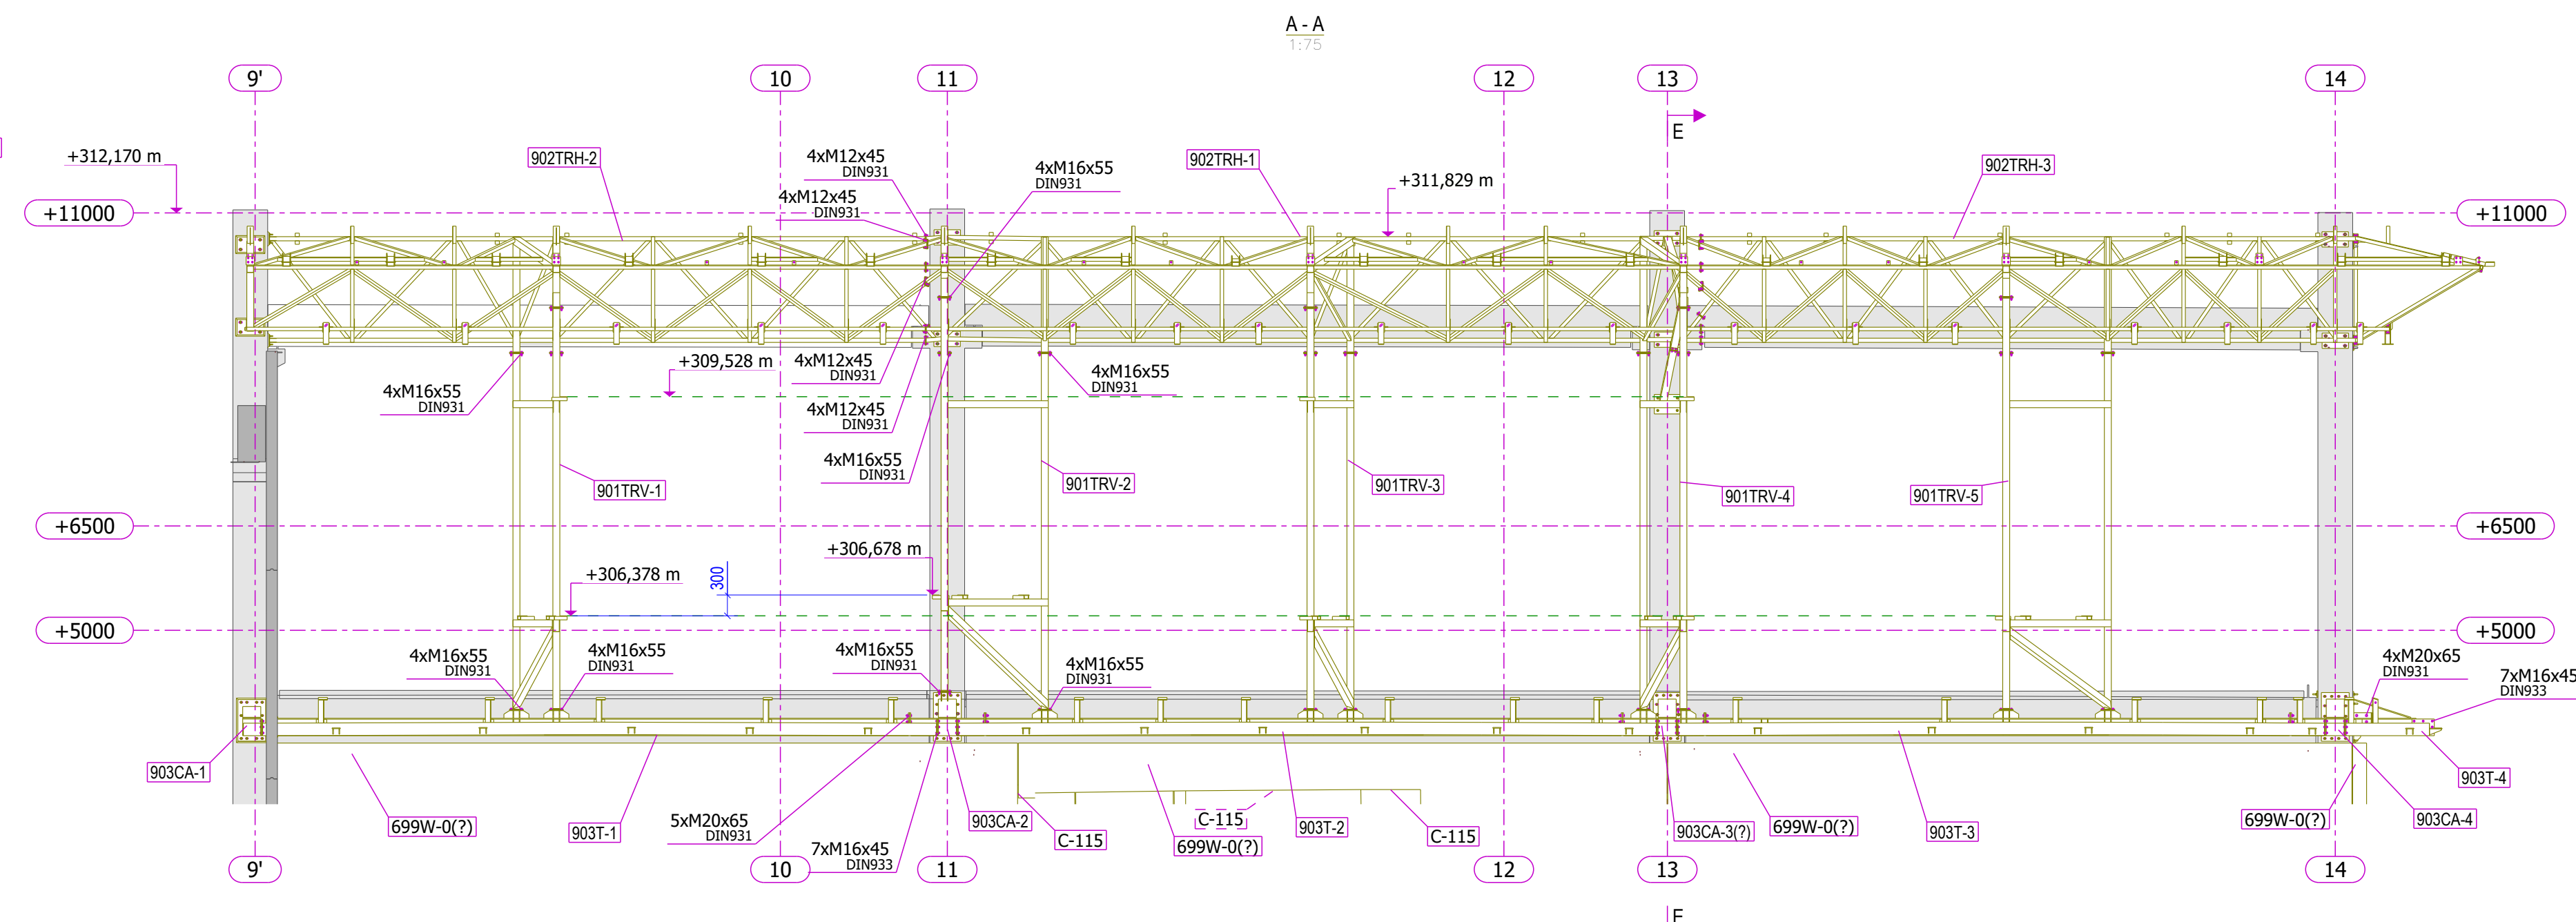 A - A
1:75
9'
10
11
12
13
14
E
+312,170 m
902TRH-2
4xM12x45
DIN931
4xM16x55
DIN931
902TRH-1
+311,829 m
902TRH-3
4xM12x45
DIN931
+11000
+11000
+309,528 m
4xM12x45
DIN931
4xM16x55
DIN931
4xM16x55
DIN931
4xM12x45
DIN931
4xM16x55
DIN931
901TRV-1
901TRV-2
901TRV-3
901TRV-4
901TRV-5
+6500
+6500
+306,678 m
+306,378 m
300
+5000
+5000
4xM16x55
DIN931
4xM16x55
DIN931
4xM16x55
DIN931
4xM16x55
DIN931
4xM20x65
DIN931
7xM16x45
DIN933
903CA-1
903T-4
699W-0(?)
903T-1
5xM20x65
DIN931
903CA-2
C-115
C-115
699W-0(?)
903T-2
C-115
903CA-3(?)
699W-0(?)
903T-3
699W-0(?)
903CA-4
7xM16x45
DIN933
9'
10
11
12
13
14
E